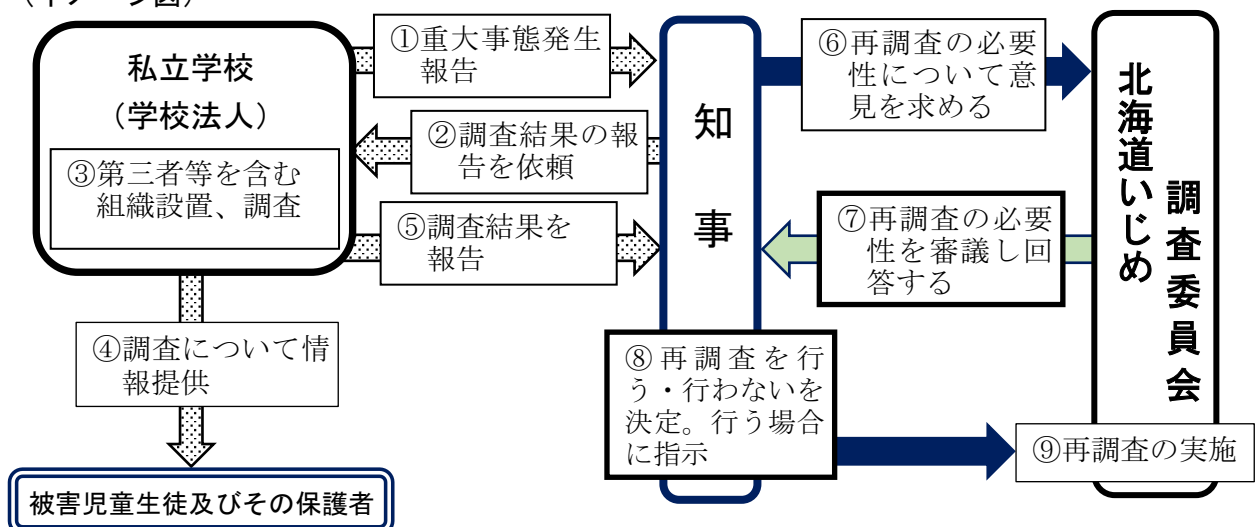 (イメージ図)
私立学校
（学校法人）
③第三者等を含む
組織設置、調査
①重大事態発生
報告
②調査結果の報
告を依頼
⑤調査結果を
報告
④調査について情
報提供
被害児童生徒及びその保護者
知事
⑥再調査の必要
性について意
見を求める
⑦再調査の必要
性を審議し回
答する
⑧再調査を行
う・行わないを
決定。行う場合
に指示
⑨再調査の実施
北海道いじめ
調査委員会